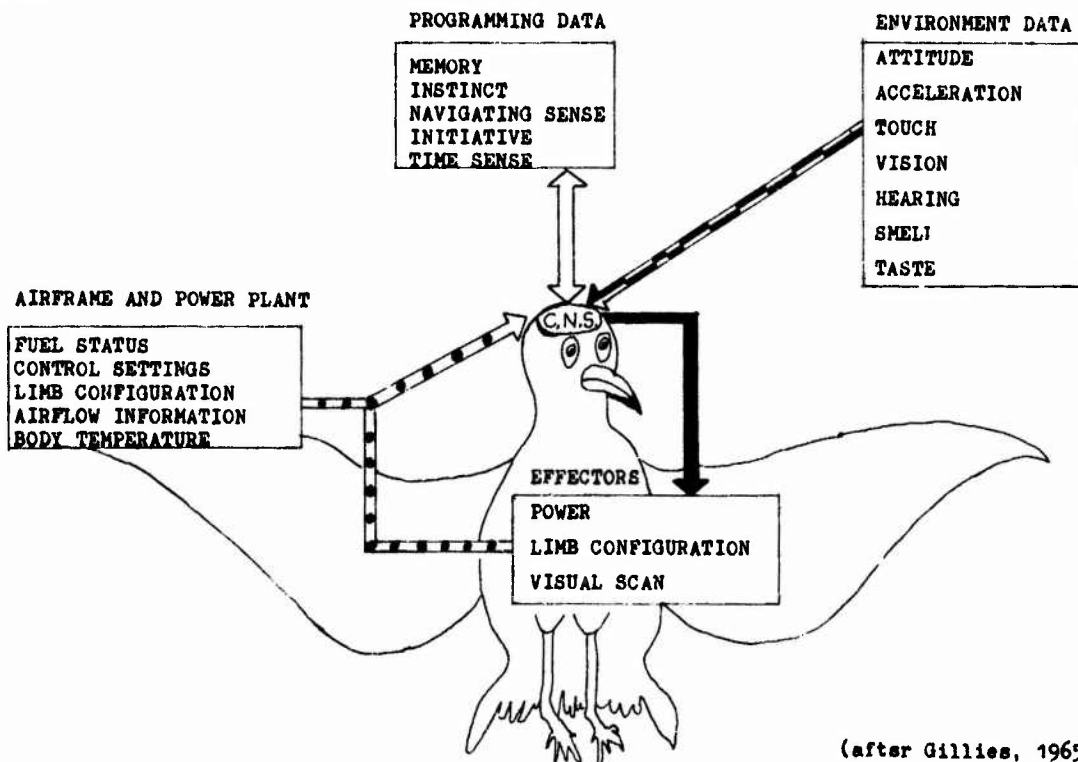 PROGRAMMING DATA
MEMORY
INSTINCT
NAVIGATING SENSE
INITIATIVE
TIME SENSE
ENVIRONMENT DATA
ATTITUDE
ACCELERATION
TOUCH
VISION
HEARING
SMELL
TASTE
AIRFRAME AND POWER PLANT
FUEL STATUS
CONTROL SETTINGS
LIMB CONFIGURATION
AIRFLOW INFORMATION
BODY TEMPERATURE
C.N.S.
EFFECTORS
POWER
LIMB CONFIGURATION
VISUAL SCAN
(after Gillies, 1965